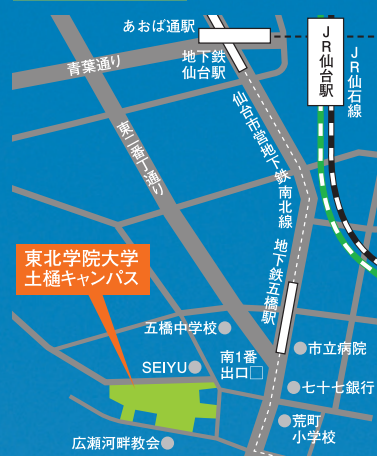 あおば通駅
JR仙台駅
JR仙石線
青葉通り
地下鉄
仙台駅
仙台市営地下鉄南北線
東二番丁通り
地下鉄五橋駅
東北学院大学
土樋キャンパス
五橋中学校
南1番
出口
市立病院
SEIYU
七十七銀行
荒町
小学校
広瀬河畔教会